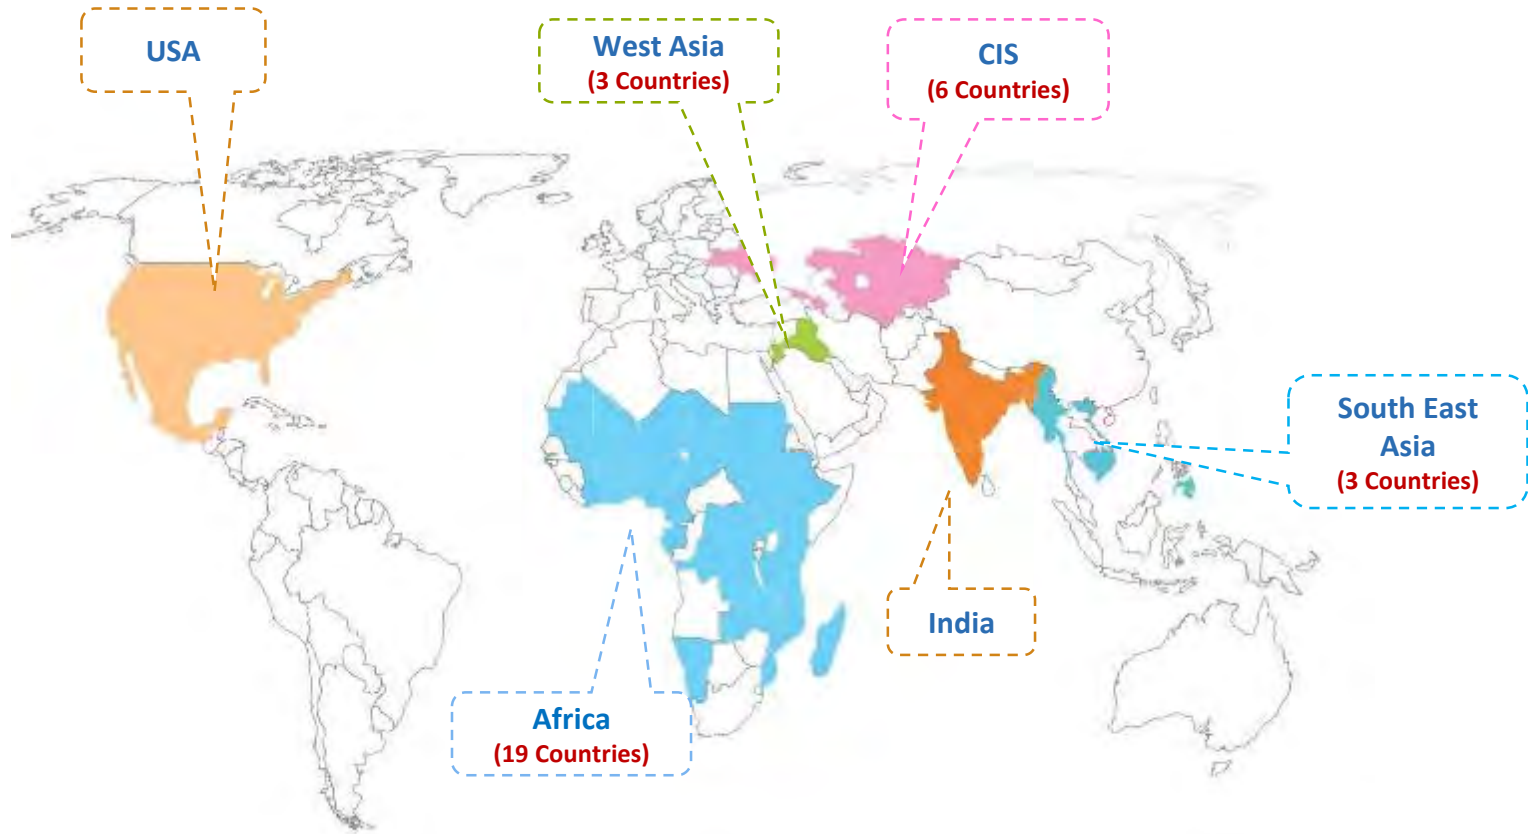 USA
West Asia
(3 Countries)
CIS
(6 Countries)
South East
Asia
(3 Countries)
India
Africa
(19 Countries)